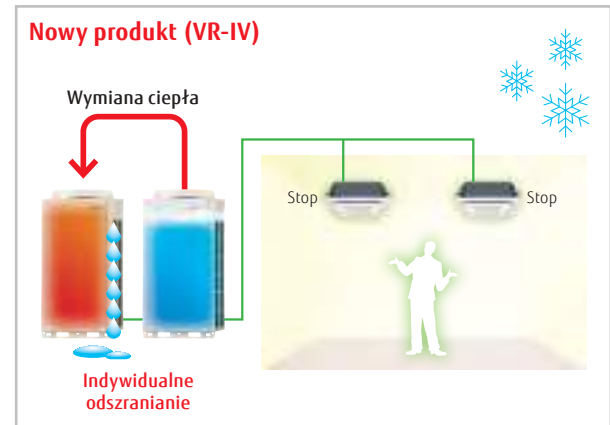 Nowy produkt (VR-IV)
Wymiana ciepła
Stop
Stop
Indywidualne
odszranianie